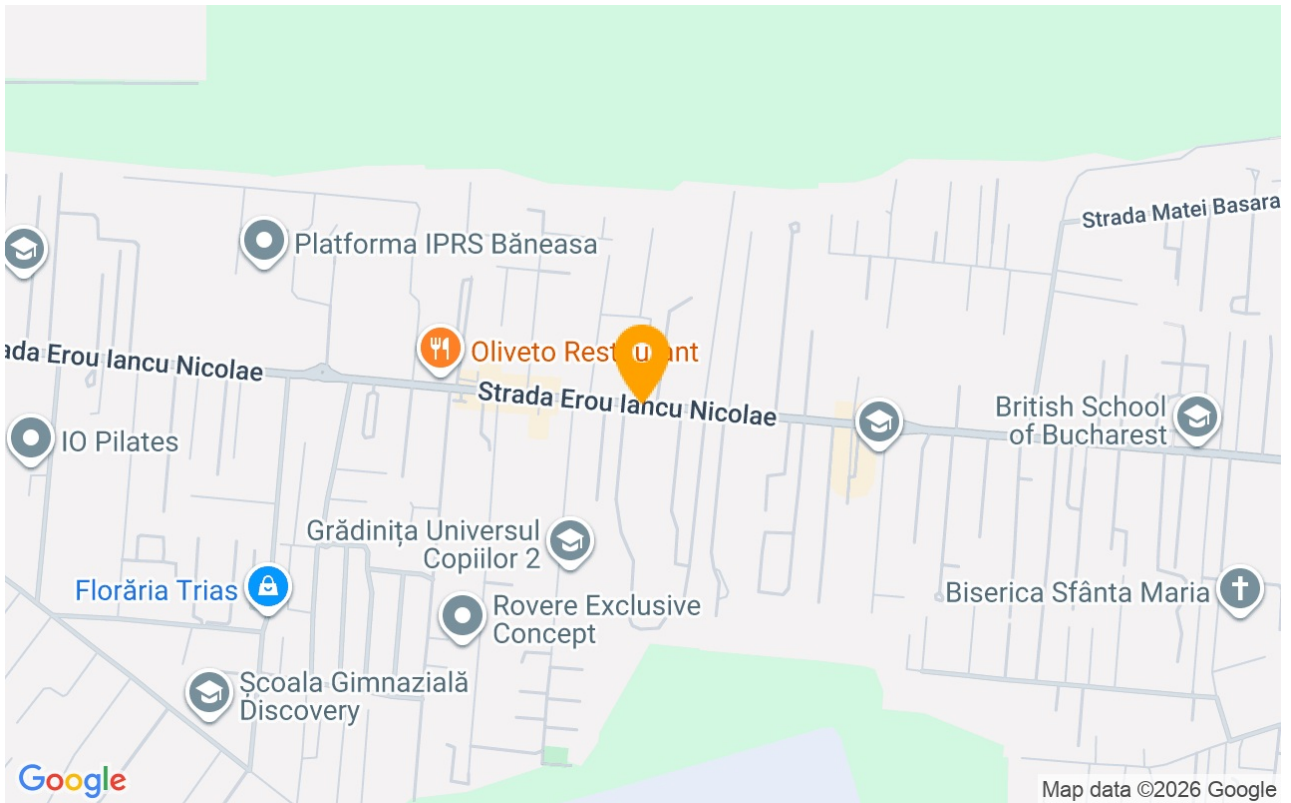 Strada Matei Basara
Platforma IPRS Băneasa
Oliveto Restaurant
ada Erou Iancu Nicolae
Strada Erou Iancu Nicolae
British School
of Bucharest
IO Pilates
Grădinița Universul
Copiilor 2
Florăria Trias
Biserica Sfânta Maria
Rovere Exclusive
Concept
Școala Gimnazială
Discovery
Google
Map data ©2026 Google